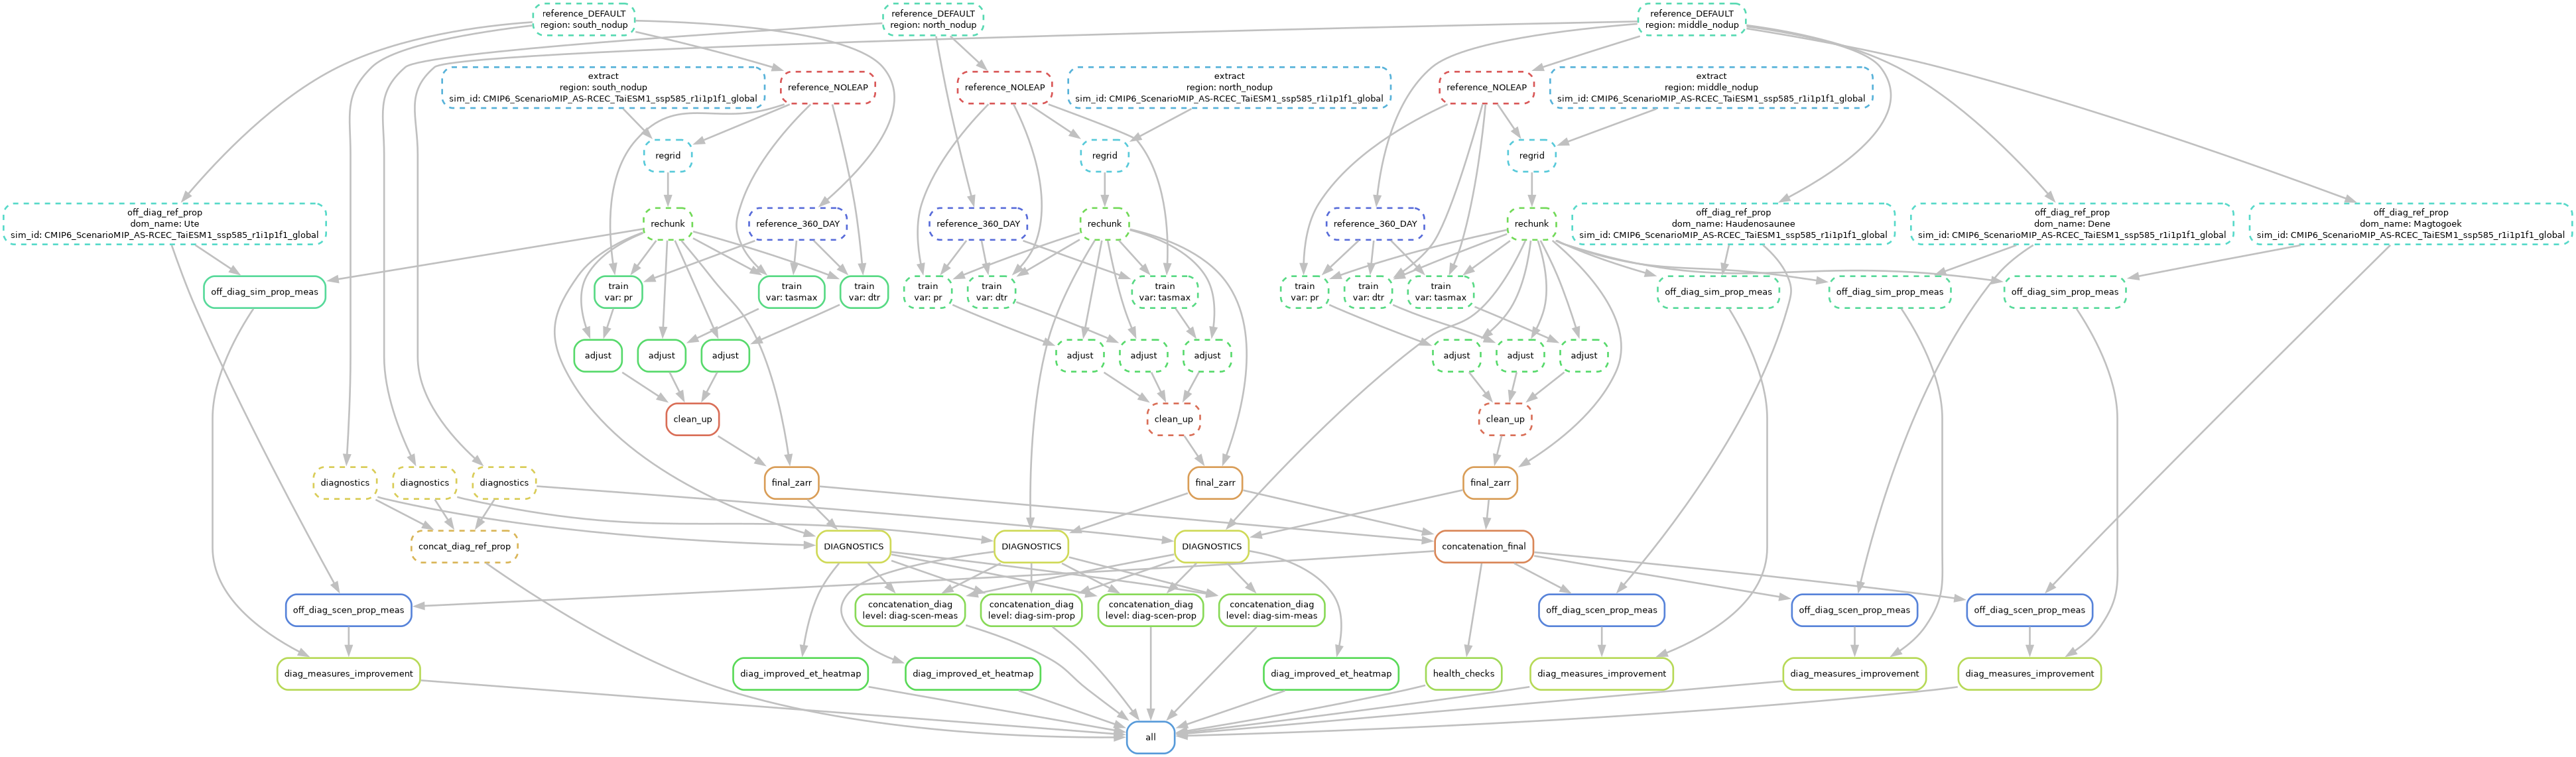 reference_DEFAULT
region: south_nodup
reference_DEFAULT
region: north_nodup
reference_DEFAULT
region: middle_nodup
extract
region: south_nodup
sim_id: CMIP6_ScenarioMIP_AS-RCEC_TaiESM1_ssp585_r1i1p1f1_global
reference_NOLEAP
reference_NOLEAP
extract
region: north_nodup
sim_id: CMIP6_ScenarioMIP_AS-RCEC_TaiESM1_ssp585_r1i1p1f1_global
reference_NOLEAP
extract
region: middle_nodup
sim_id: CMIP6_ScenarioMIP_AS-RCEC_TaiESM1_ssp585_r1i1p1f1_global
regrid
regrid
regrid
off_diag_ref_prop
dom_name: Ute
sim_id: CMIP6_ScenarioMIP_AS-RCEC_TaiESM1_ssp585_r1i1p1f1_global
rechunk
reference_360_DAY
reference_360_DAY
rechunk
reference_360_DAY
rechunk
off_diag_ref_prop
dom_name: Haudenosaunee
sim_id: CMIP6_ScenarioMIP_AS-RCEC_TaiESM1_ssp585_r1i1p1f1_global
off_diag_ref_prop
dom_name: Dene
sim_id: CMIP6_ScenarioMIP_AS-RCEC_TaiESM1_ssp585_r1i1p1f1_global
off_diag_ref_prop
dom_name: Magtogoek
sim_id: CMIP6_ScenarioMIP_AS-RCEC_TaiESM1_ssp585_r1i1p1f1_global
off_diag_sim_prop_meas
train
var: pr
train
var: tasmax
train
var: dtr
train
var: pr
train
var: dtr
train
var: tasmax
train
var: pr
train
var: dtr
train
var: tasmax
off_diag_sim_prop_meas
off_diag_sim_prop_meas
off_diag_sim_prop_meas
adjust
adjust
adjust
adjust
adjust
adjust
adjust
adjust
adjust
clean_up
clean_up
clean_up
diagnostics
diagnostics
diagnostics
final_zarr
final_zarr
final_zarr
concat_diag_ref_prop
DIAGNOSTICS
DIAGNOSTICS
DIAGNOSTICS
concatenation_final
off_diag_scen_prop_meas
concatenation_diag
level: diag-scen-meas
concatenation_diag
level: diag-sim-prop
concatenation_diag
level: diag-scen-prop
concatenation_diag
level: diag-sim-meas
off_diag_scen_prop_meas
off_diag_scen_prop_meas
off_diag_scen_prop_meas
diag_measures_improvement
diag_improved_et_heatmap
diag_improved_et_heatmap
diag_improved_et_heatmap
health_checks
diag_measures_improvement
diag_measures_improvement
diag_measures_improvement
all